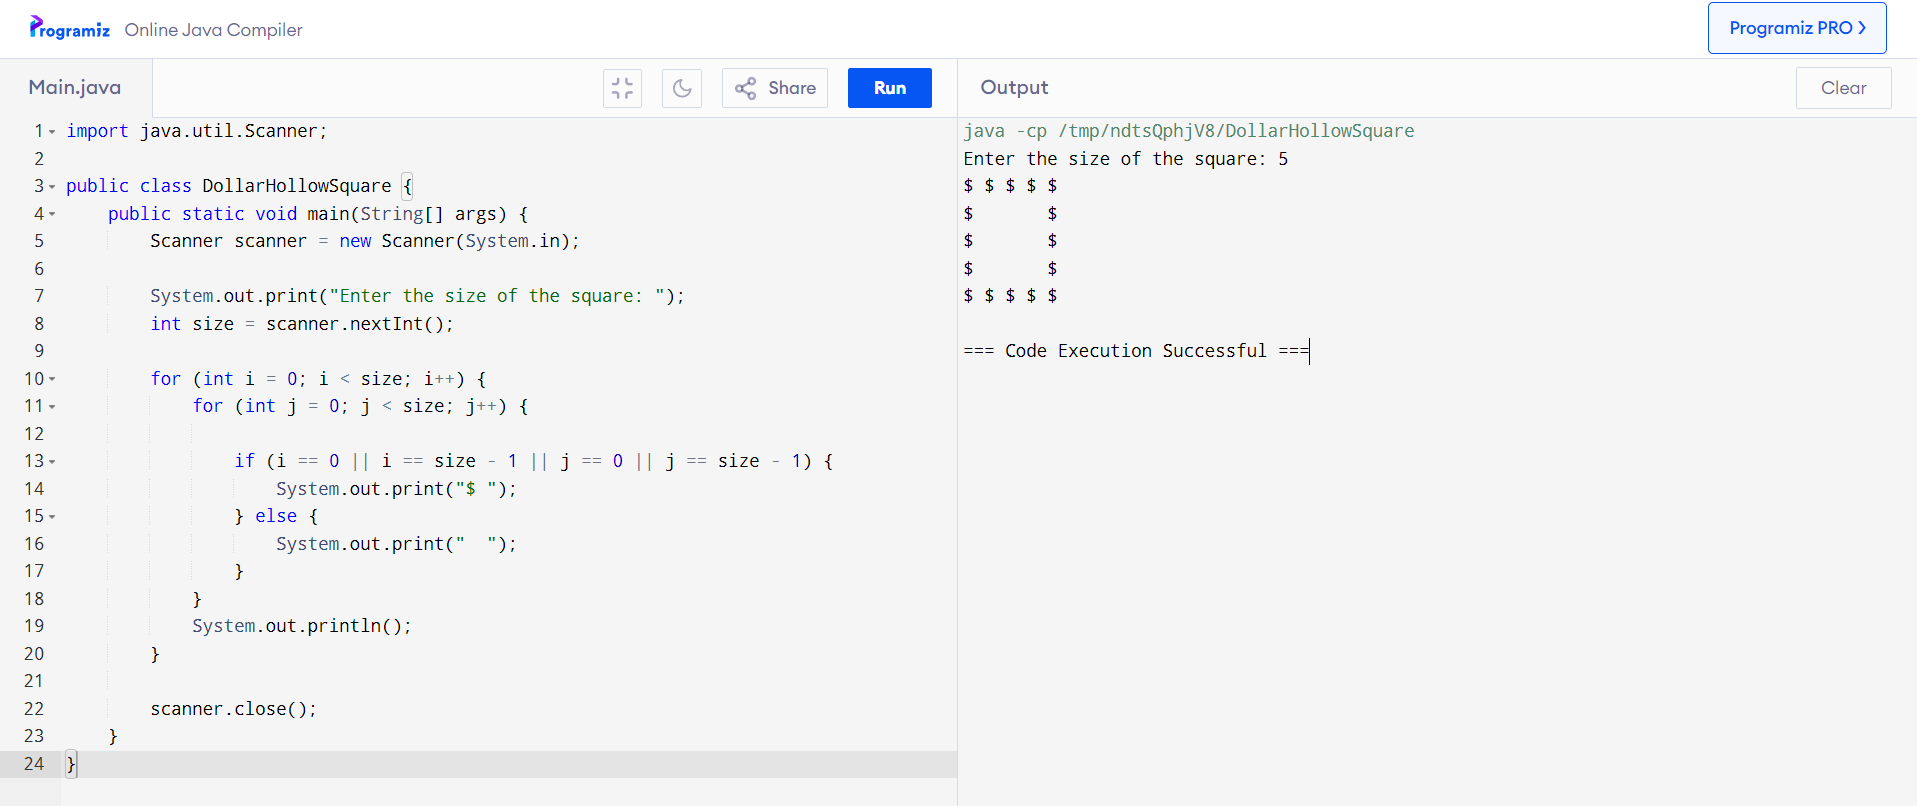 Programiz Online Java Compiler
Programiz PRO >
Main.java
Share
Run
Output
Clear
1 import java.util.Scanner;
2
3 public class DollarHollowSquare {
4     public static void main(String[] args) {
5         Scanner scanner = new Scanner(System.in);
6
7         System.out.print("Enter the size of the square: ");
8         int size = scanner.nextInt();
9
10         for (int i = 0; i < size; i++) {
11             for (int j = 0; j < size; j++) {
12
13                 if (i == 0 || i == size - 1 || j == 0 || j == size - 1) {
14                     System.out.print("$ ");
15                 } else {
16                     System.out.print("  ");
17                 }
18             }
19             System.out.println();
20         }
21
22         scanner.close();
23     }
24 }
java -cp /tmp/ndtsQphjV8/DollarHollowSquare
Enter the size of the square: 5
$ $ $ $ $
$       $
$       $
$       $
$ $ $ $ $
=== Code Execution Successful ===